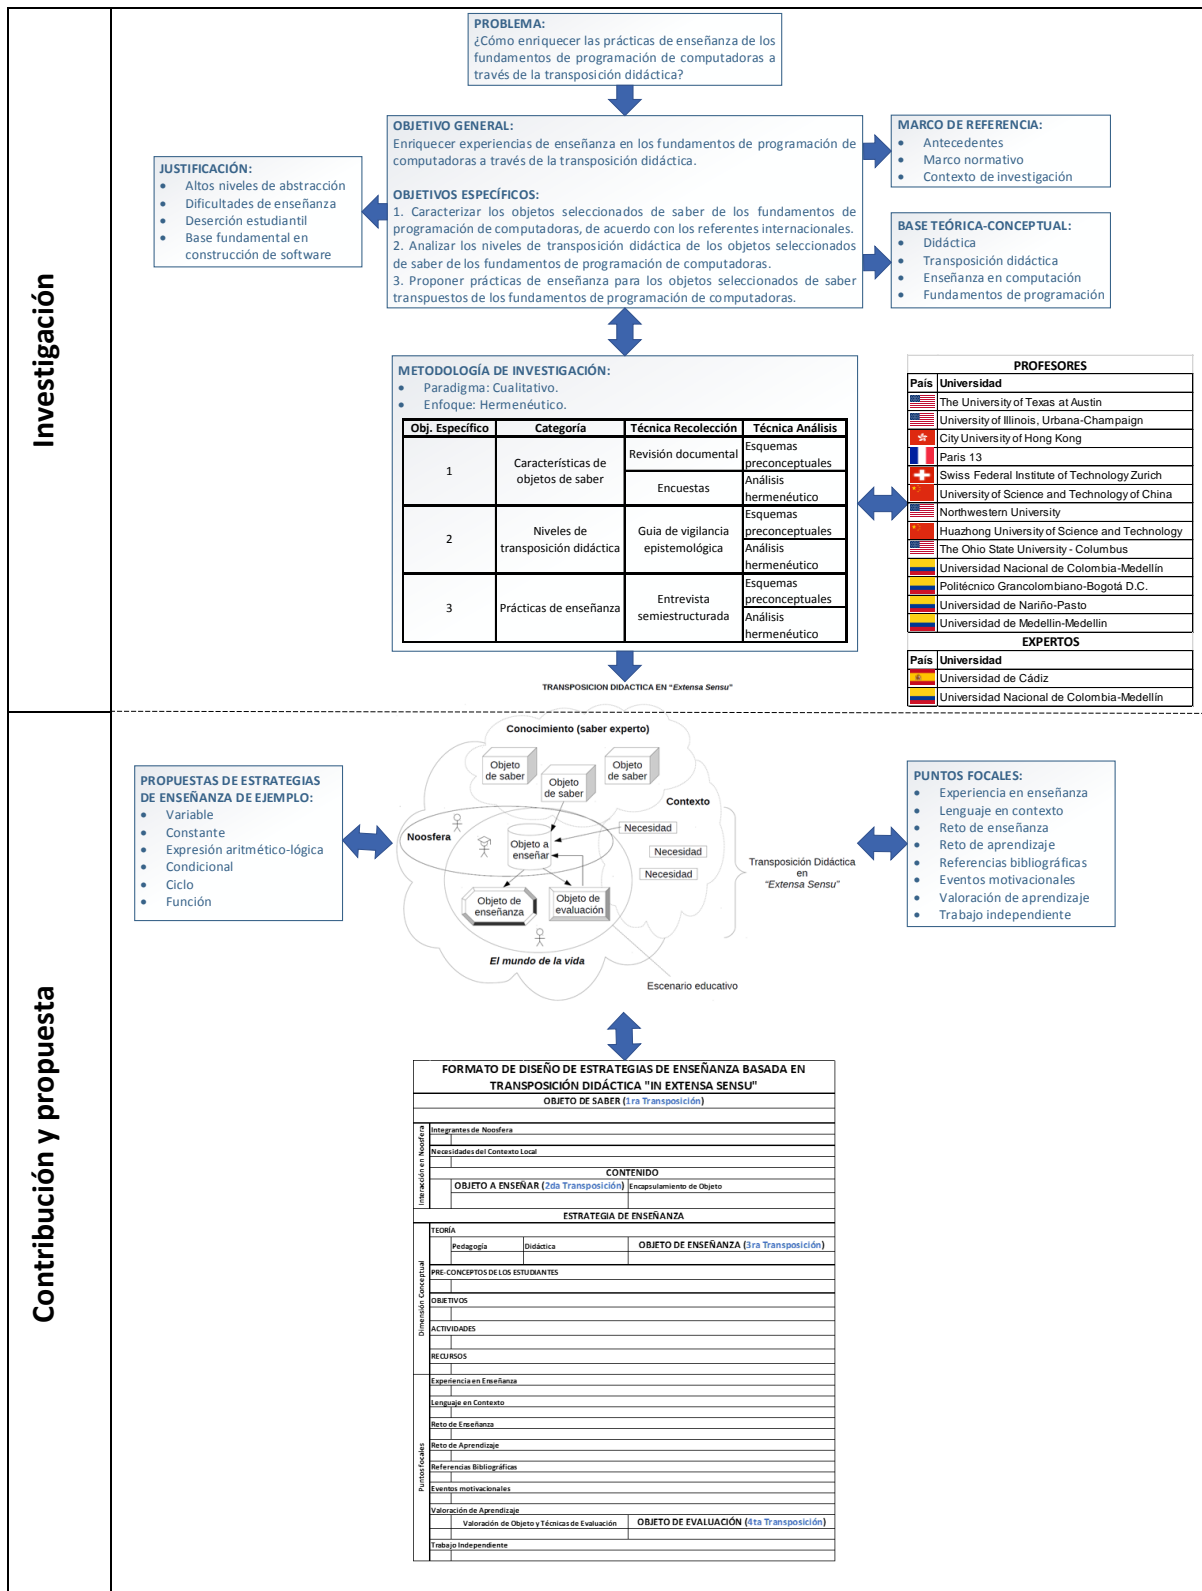 Investigación
PROBLEMA:
¿Cómo enriquecer las prácticas de enseñanza de los
fundamentos de programación de computadoras a
través de la transposición didáctica?
OBJETIVO GENERAL:
Enriquecer experiencias de enseñanza en los fundamentos de programación de
computadoras a través de la transposición didáctica.
OBJETIVOS ESPECÍFICOS:
1. Caracterizar los objetos seleccionados de saber de los fundamentos de
programación de computadoras, de acuerdo con los referentes internacionales.
2. Analizar los niveles de transposición didáctica de los objetos seleccionados
de saber de los fundamentos de programación de computadoras.
3. Proponer prácticas de enseñanza para los objetos seleccionados de saber
transpuestos de los fundamentos de programación de computadoras.
JUSTIFICACIÓN:
• Altos niveles de abstracción
• Dificultades de enseñanza
• Deserción estudiantil
• Base fundamental en
construcción de software
MARCO DE REFERENCIA:
• Antecedentes
• Marco normativo
• Contexto de investigación
BASE TEÓRICA-CONCEPTUAL:
• Didáctica
• Transposición didáctica
• Enseñanza en computación
• Fundamentos de programación
METODOLOGÍA DE INVESTIGACIÓN:
• Paradigma: Cualitativo.
• Enfoque: Hermenéutico.
Obj. Específico Categoría Técnica Recolección Técnica Análisis
1
Características de
objetos de saber
Revisión documental
Esquemas
preconceptuales
Encuestas
Análisis
hermenéutico
2
Niveles de
transposición didáctica
Guia de vigilancia
epistemológica
Esquemas
preconceptuales
Análisis
hermenéutico
3
Prácticas de enseñanza
Entrevista
semiestructurada
Esquemas
preconceptuales
Análisis
hermenéutico
PROFESORES
País Universidad
The University of Texas at Austin
University of Illinois, Urbana-Champaign
City University of Hong Kong
Paris 13
Swiss Federal Institute of Technology Zurich
University of Science and Technology of China
Northwestern University
Huazhong University of Science and Technology
The Ohio State University - Columbus
Universidad Nacional de Colombia-Medellín
Politécnico Grancolombiano-Bogotá D.C.
Universidad de Nariño-Pasto
Universidad de Medellin-Medellin
EXPERTOS
País Universidad
Universidad de Cádiz
Universidad Nacional de Colombia-Medellín
Contribución y propuesta
TRANSPOSICION DIDACTICA EN "Extensa Sensu"
Conocimiento (saber experto)
Objeto
de saber
Objeto
de saber
Objeto
de saber
Contexto
Noosfera
Objeto a
enseñar
Necesidad
Necesidad
Necesidad
Objeto de
enseñanza
Objeto de
evaluación
El mundo de la vida
Transposición Didáctica
en
"Extensa Sensu"
Escenario educativo
PROPUESTAS DE ESTRATEGIAS
DE ENSEÑANZA DE EJEMPLO:
• Variable
• Constante
• Expresión aritmético-lógica
• Condicional
• Ciclo
• Función
PUNTOS FOCALES:
• Experiencia en enseñanza
• Lenguaje en contexto
• Reto de enseñanza
• Reto de aprendizaje
• Referencias bibliográficas
• Eventos motivacionales
• Valoración de aprendizaje
• Trabajo independiente
FORMATO DE DISEÑO DE ESTRATEGIAS DE ENSEÑANZA BASADA EN
TRANSPOSICIÓN DIDÁCTICA "IN EXTENSA SENSU"
OBJETO DE SABER (1ra Transposición)
Interacción en Noosfera
Integrantes de Noosfera
Necesidades del Contexto Local
CONTENIDO
OBJETO A ENSEÑAR (2da Transposición) Encapsulamiento de Objeto
ESTRATEGIA DE ENSEÑANZA
Dimensión Conceptual
TEORÍA
Pedagogía Didáctica OBJETO DE ENSEÑANZA (3ra Transposición)
PRE-CONCEPTOS DE LOS ESTUDIANTES
OBJETIVOS
ACTIVIDADES
RECURSOS
Puntos focales
Experiencia en Enseñanza
Lenguaje en Contexto
Reto de Enseñanza
Reto de Aprendizaje
Referencias Bibliográficas
Eventos motivacionales
Valoración de Aprendizaje
Valoración de Objeto y Técnicas de Evaluación OBJETO DE EVALUACIÓN (4ta Transposición)
Trabajo Independiente